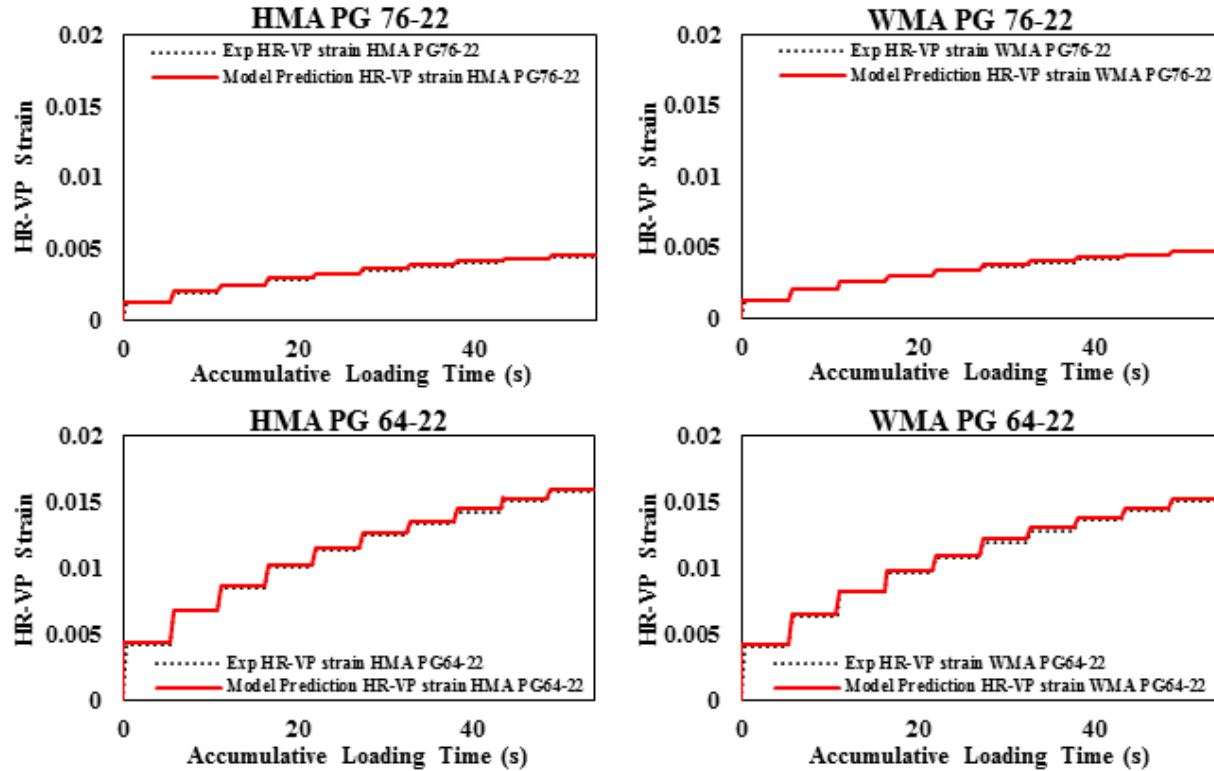 HMA PG 76-22
0.02
Exp HR-VP strain HMA PG76-22
Model Prediction HR-VP strain HMA PG76-22
0.015
HR-VP Strain
0.01
0.005
0
0 20 40
Accumulative Loading Time (s)
WMA PG 76-22
0.02
Exp HR-VP strain WMA PG76-22
Model Prediction HR-VP strain WMA PG76-22
0.015
HR-VP Strain
0.01
0.005
0
0 20 40
Accumulative Loading Time (s)
HMA PG 64-22
0.02
0.015
HR-VP Strain
0.01
0.005
Exp HR-VP strain HMA PG64-22
Model Prediction HR-VP strain HMA PG64-22
0
0 20 40
Accumulative Loading Time (s)
WMA PG 64-22
0.02
0.015
HR-VP Strain
0.01
0.005
Exp HR-VP strain WMA PG64-22
Model Prediction HR-VP strain WMA PG64-22
0
0 20 40
Accumulative Loading Time (s)